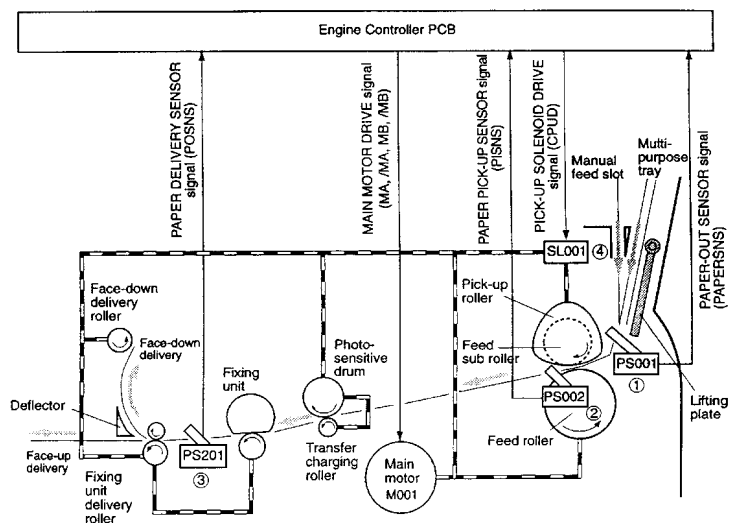 Engine Controller PCB
PAPER DELIVERY SENSOR
signal (POSNS)
MAIN MOTOR DRIVE signal
(MA, /MA, MB, /MB)
PAPER PICK-UP SENSOR signal
(PISNS)
PICK-UP SOLENOID DRIVE
signal (CPUD)
PAPER-OUT SENSOR signal
(PAPERSNS)
Manual
feed slot
Multi-
purpose
tray
SL001
④
Face-down
delivery
roller
Face-down
delivery
Fixing
unit
Photo-
sensitive
drum
Pick-up
roller
Feed
sub roller
PS001
①
Lifting
plate
Deflector
PS002
②
Feed roller
Face-up
delivery
Fixing
unit
delivery
roller
PS201
③
Transfer
charging
roller
Main
motor
M001